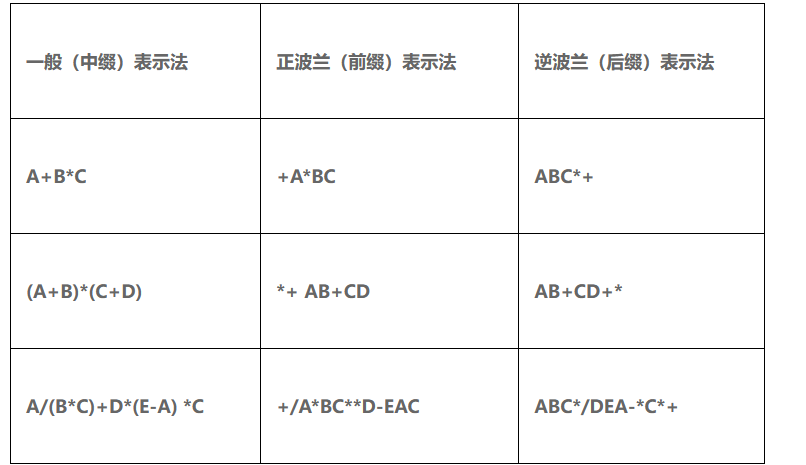 一般（中缀）表示法
正波兰（前缀）表示法
逆波兰（后缀）表示法
A+B*C
+A*BC
ABC*+
(A+B)*(C+D)
*+ AB+CD
AB+CD+*
A/(B*C)+D*(E-A) *C
+/A*BC**D-EAC
ABC*/DEA-*C*+